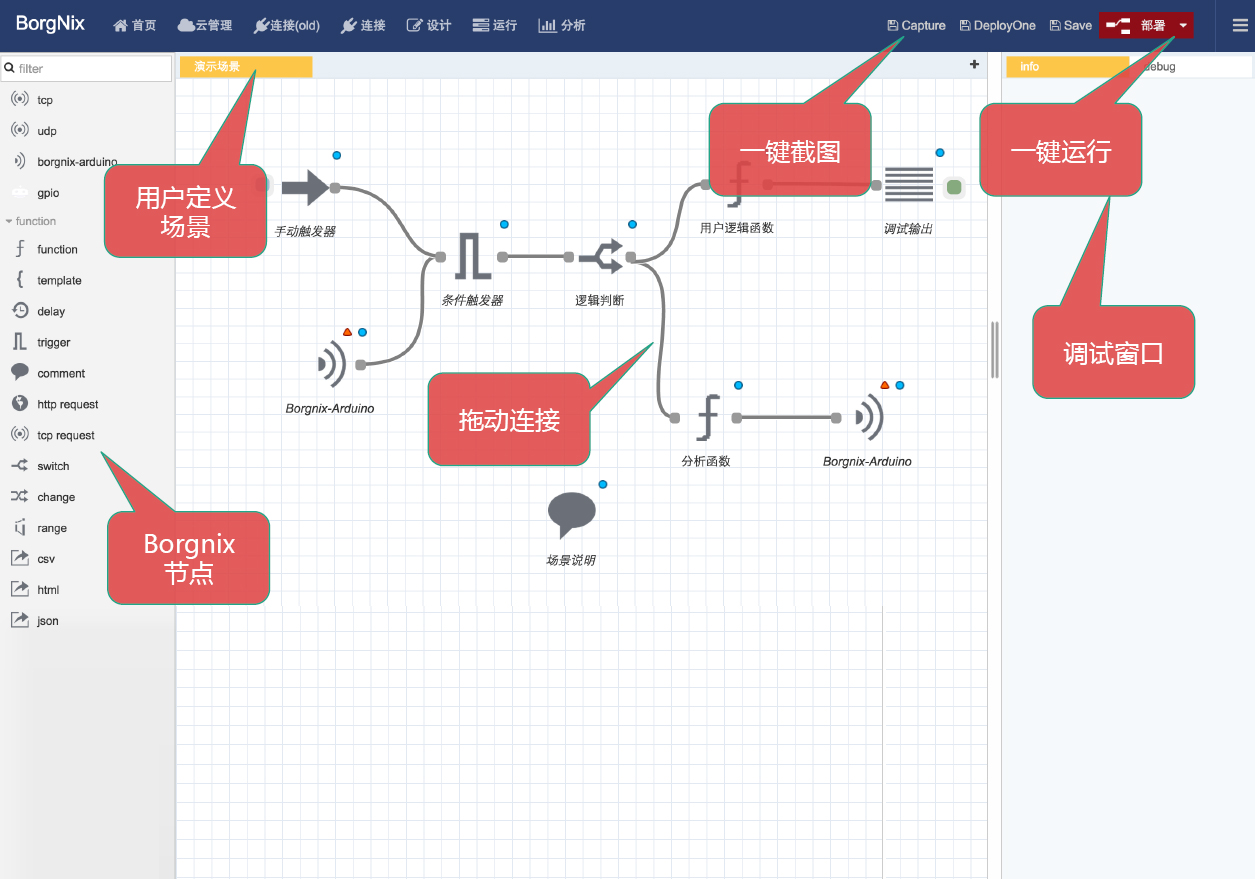 BorgNix
首页
云管理
连接(old)
连接
设计
运行
分析
Capture
DeployOne
Save
部署
filter
演示场景
+
info
debug
tcp
udp
borgnix-arduino
gpio
function
function
template
delay
trigger
comment
http request
tcp request
switch
change
range
csv
html
json
用户定义
场景
一键截图
一键运行
手动触发器
用户逻辑函数
调试输出
条件触发器
逻辑判断
调试窗口
Borgnix-Arduino
拖动连接
分析函数
Borgnix-Arduino
Borgnix
节点
场景说明